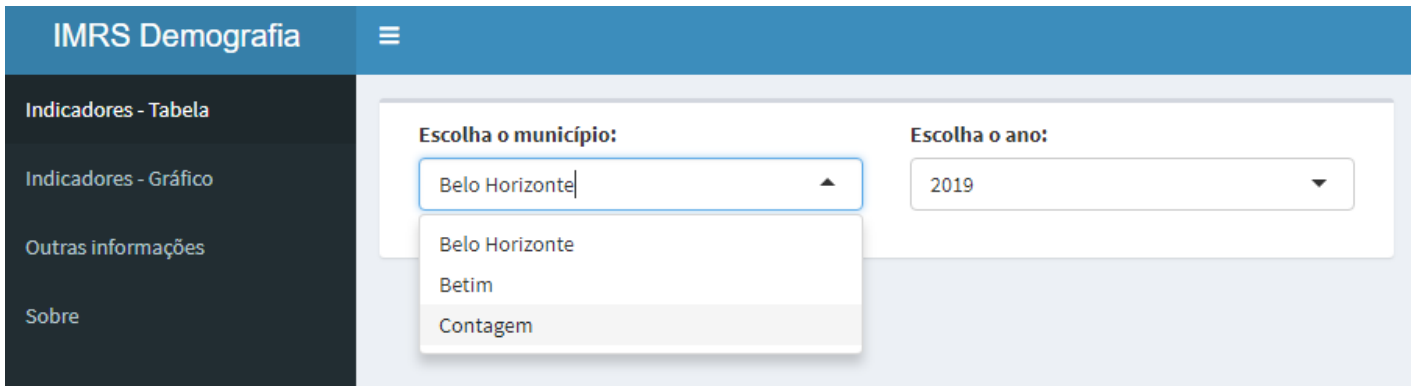 IMRS Demografia
Indicadores - Tabela
Indicadores - Gráfico
Outras informações
Sobre
Escolha o município:
Belo Horizonte
Belo Horizonte
Betim
Contagem
Escolha o ano:
2019